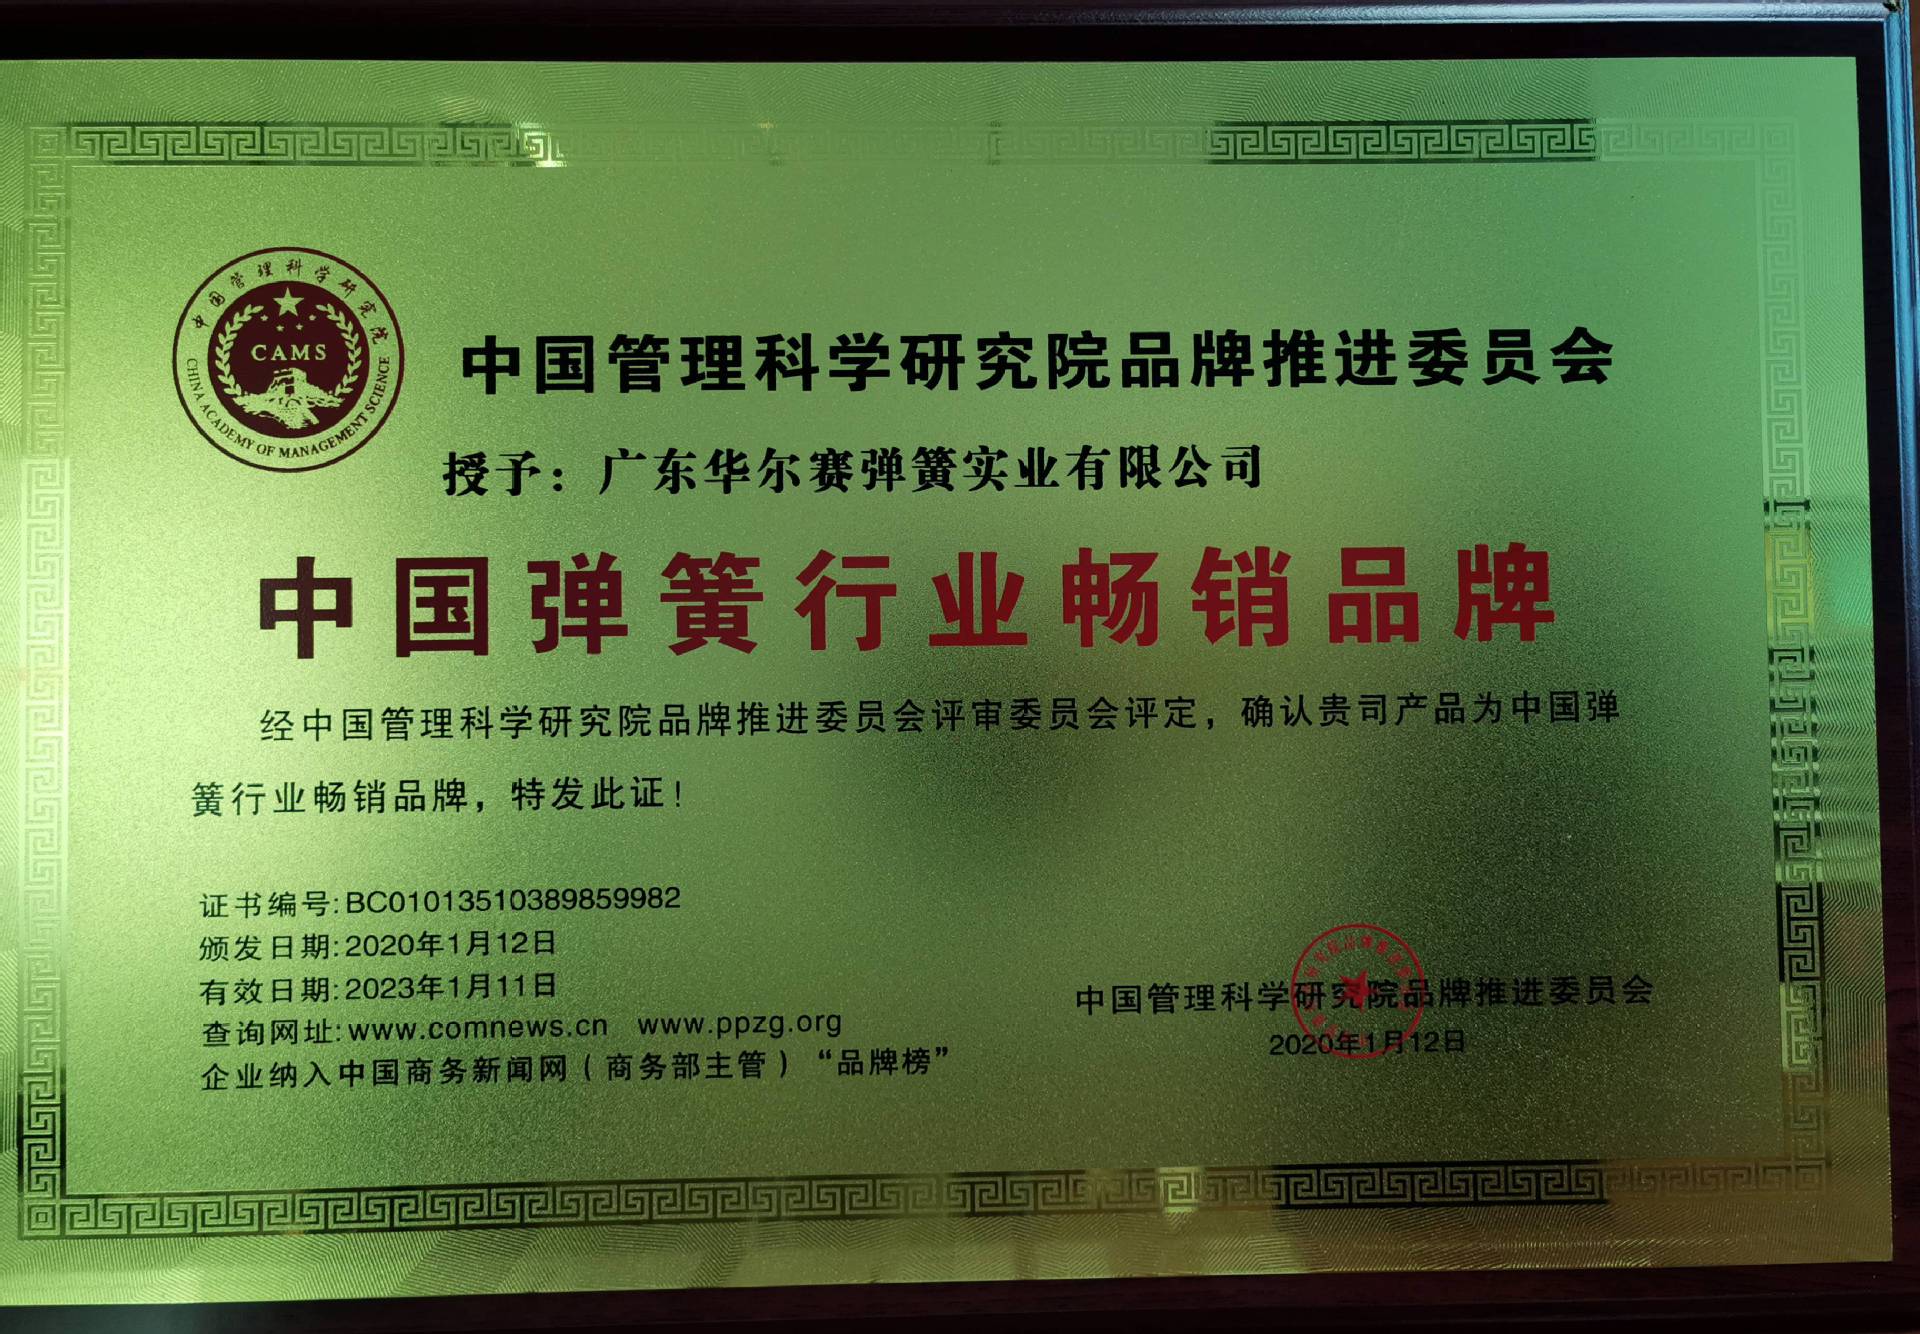 中国管理科学研究院
CAMS
CHINA ACADEMY OF MANAGEMENT SCIENCE
中国管理科学研究院品牌推进委员会
授予：广东华尔赛弹簧实业有限公司
中国弹簧行业畅销品牌
经中国管理科学研究院品牌推进委员会评审委员会评定，确认贵司产品为中国弹
簧行业畅销品牌，特发此证！
证书编号:BC01013510389859982
颁发日期:2020年1月12日
有效日期:2023年1月11日
查询网址:www.comnews.cn www.ppzg.org
企业纳入中国商务新闻网（商务部主管）“品牌榜”
中国管理科学研究院品牌推进委员会
2020年1月12日